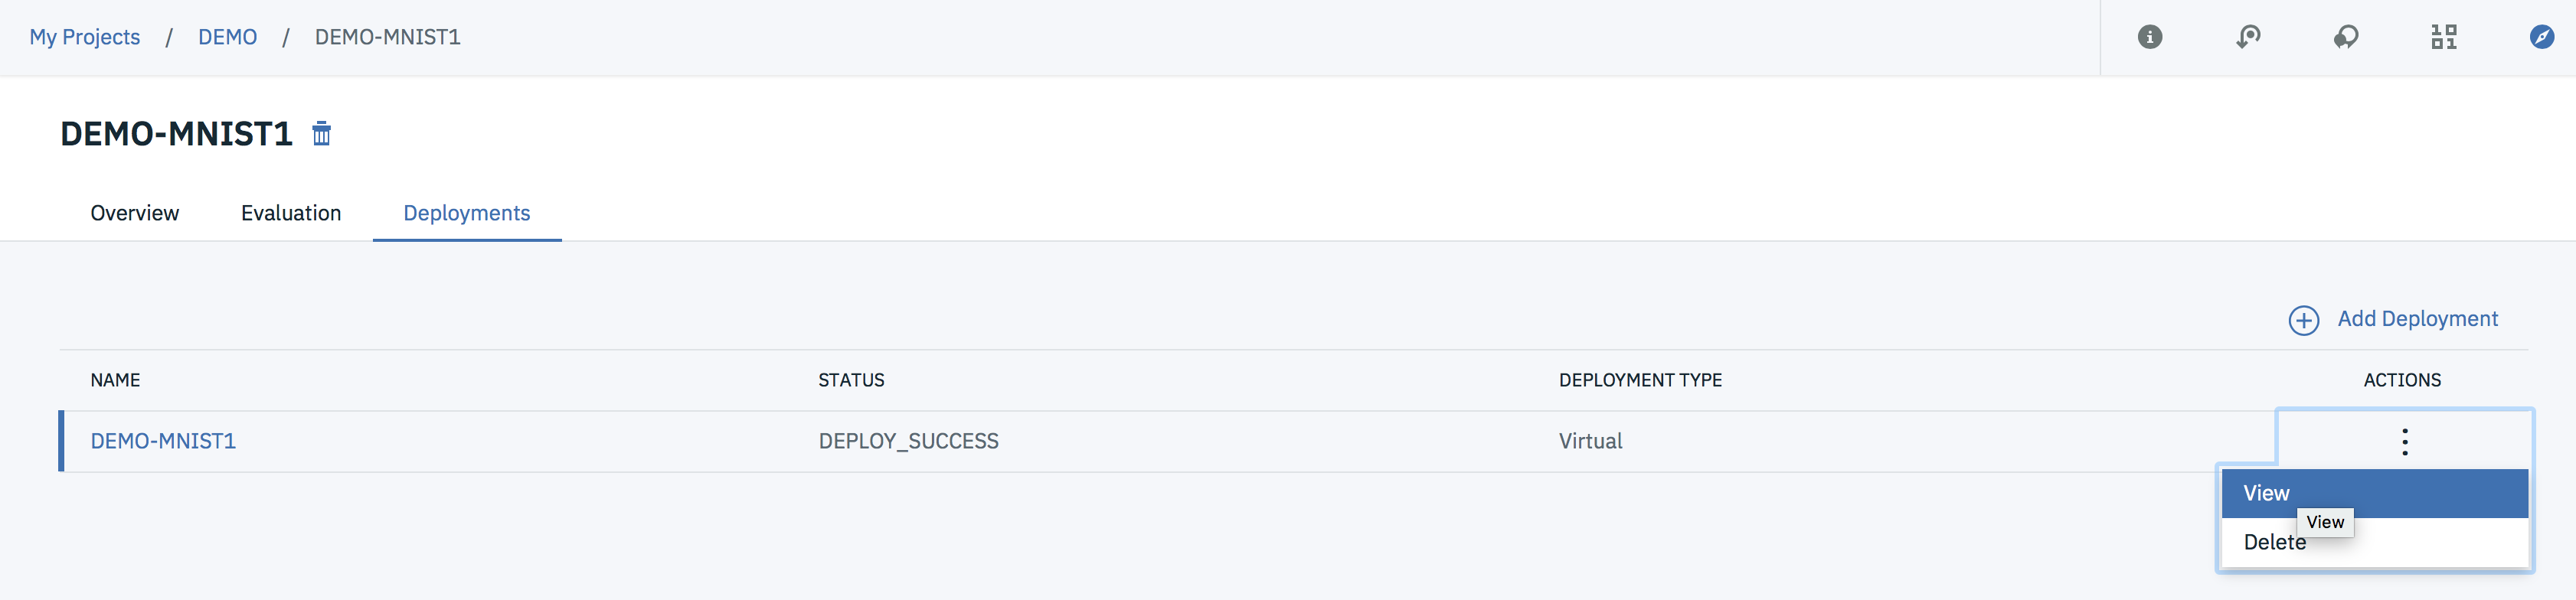 My Projects / DEMO / DEMO-MNIST1
DEMO-MNIST1
Overview Evaluation Deployments
Add Deployment
NAME STATUS DEPLOYMENT TYPE ACTIONS
DEMO-MNIST1 DEPLOY_SUCCESS Virtual
View
View
Delete